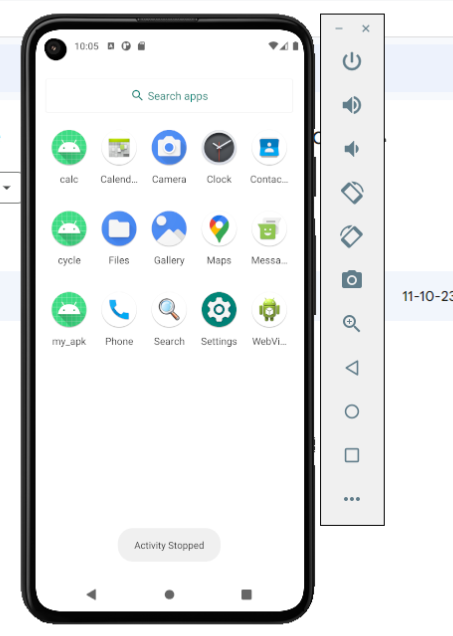 10:05
Search apps
calc Calend... Camera Clock Contac...
cycle Files Gallery Maps Messa...
my_apk Phone Search Settings WebVi...
11-10-23
Activity Stopped